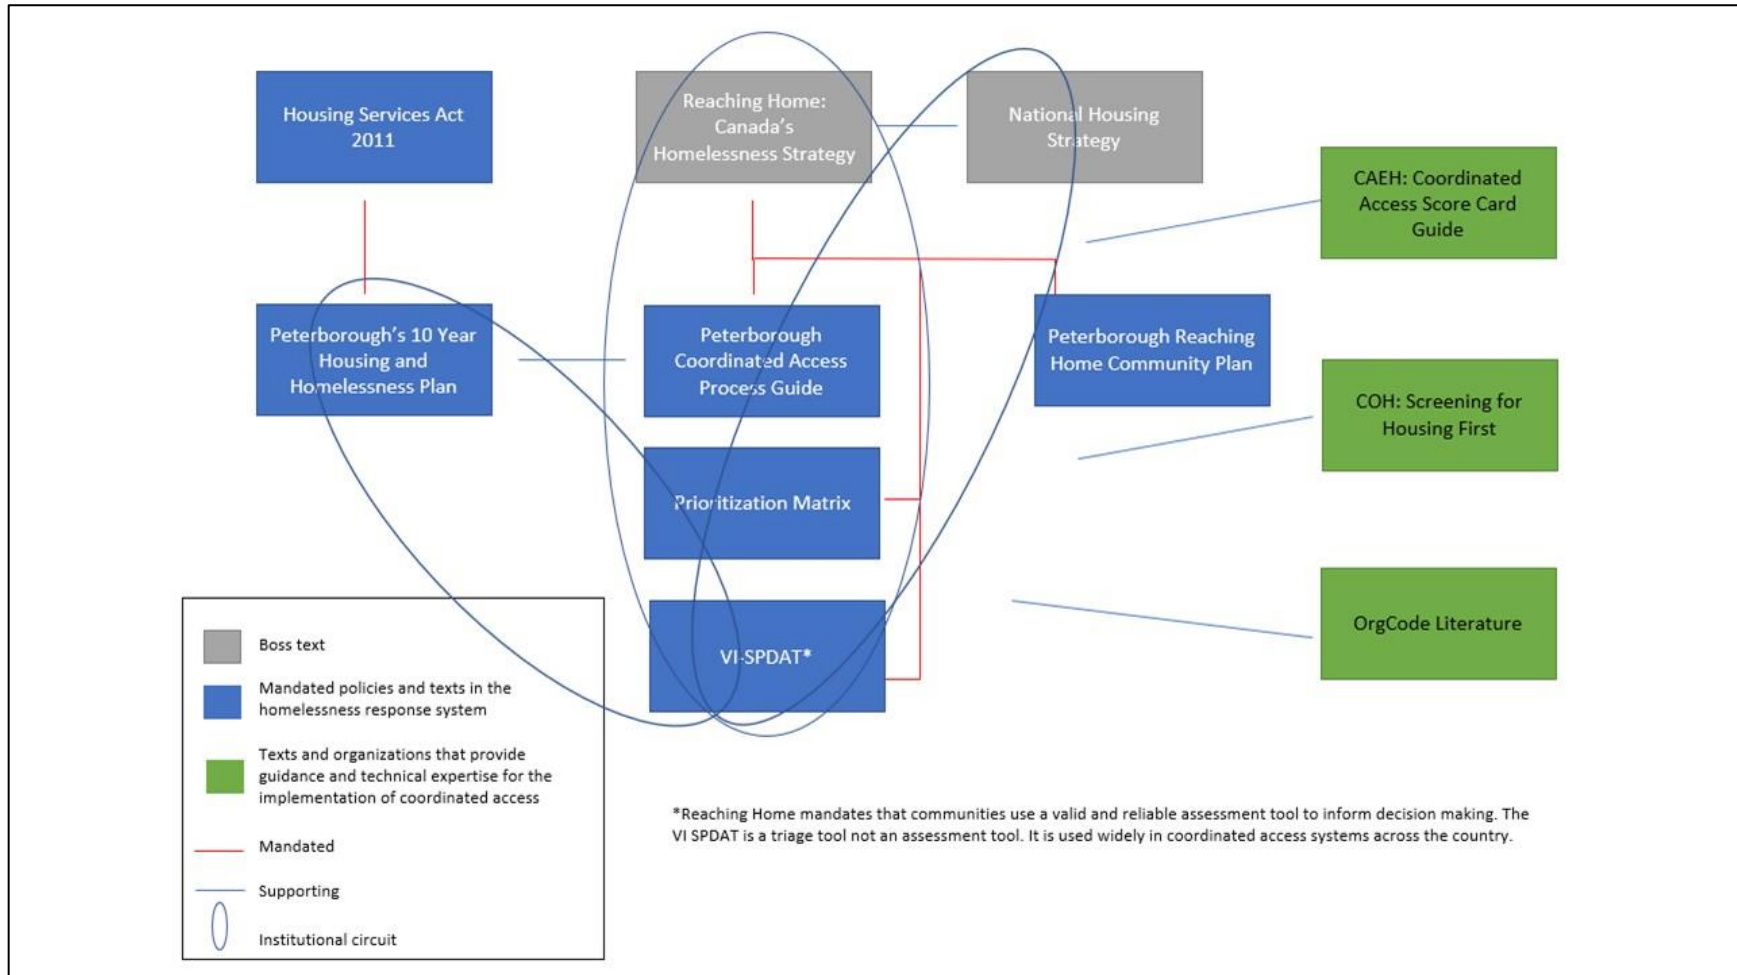 Housing Services Act
2011
Reaching Home:
Canada's
Homelessness Strategy
National Housing
Strategy
CAEH: Coordinated
Access Score Card
Guide
Peterborough's 10 Year
Housing and
Homelessness Plan
Peterborough
Coordinated Access
Process Guide
Peterborough Reaching
Home Community Plan
COH: Screening for
Housing First
Prioritization Matrix
OrgCode Literature
VI-SPDAT*
Boss text
Mandated policies and texts in the
homelessness response system
Texts and organizations that provide
guidance and technical expertise for the
implementation of coordinated access
Mandated
Supporting
Institutional circuit
*Reaching Home mandates that communities use a valid and reliable assessment tool to inform decision making. The
VI SPDAT is a triage tool not an assessment tool. It is used widely in coordinated access systems across the country.